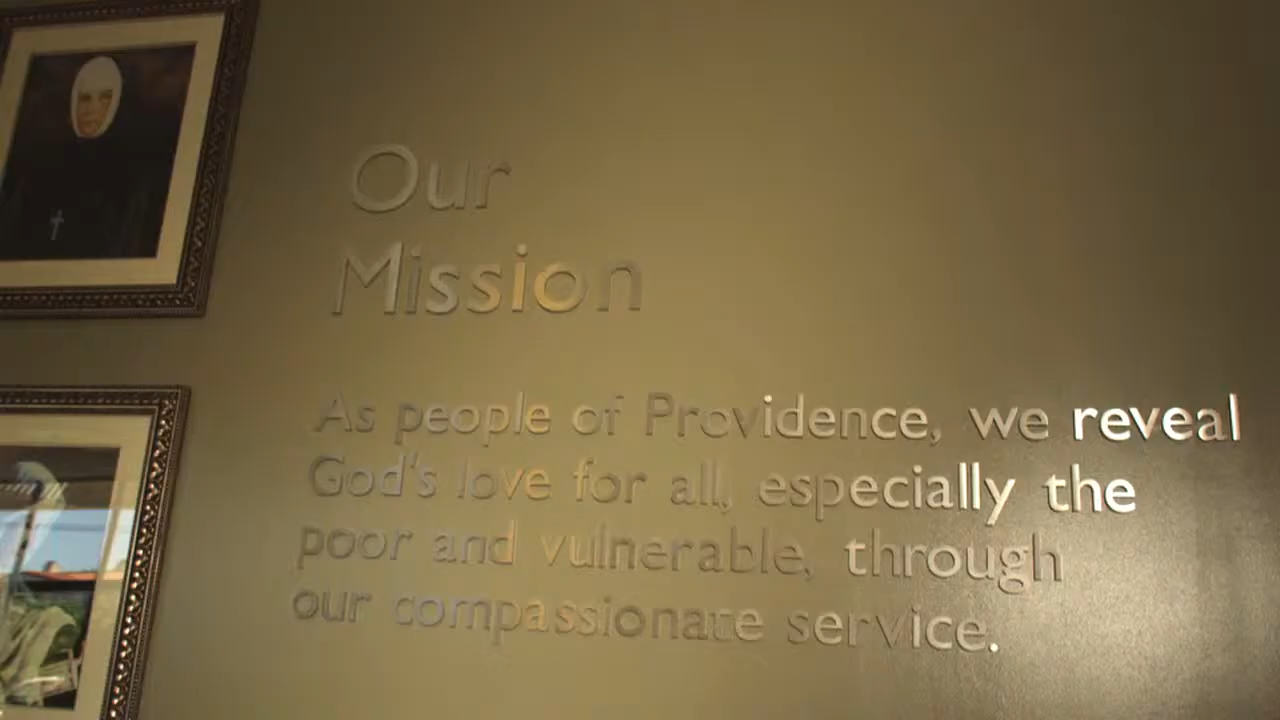 Our
Mission
As people of Providence, we reveal
God's love for all, especially the
poor and vulnerable, through
our compassionate service.